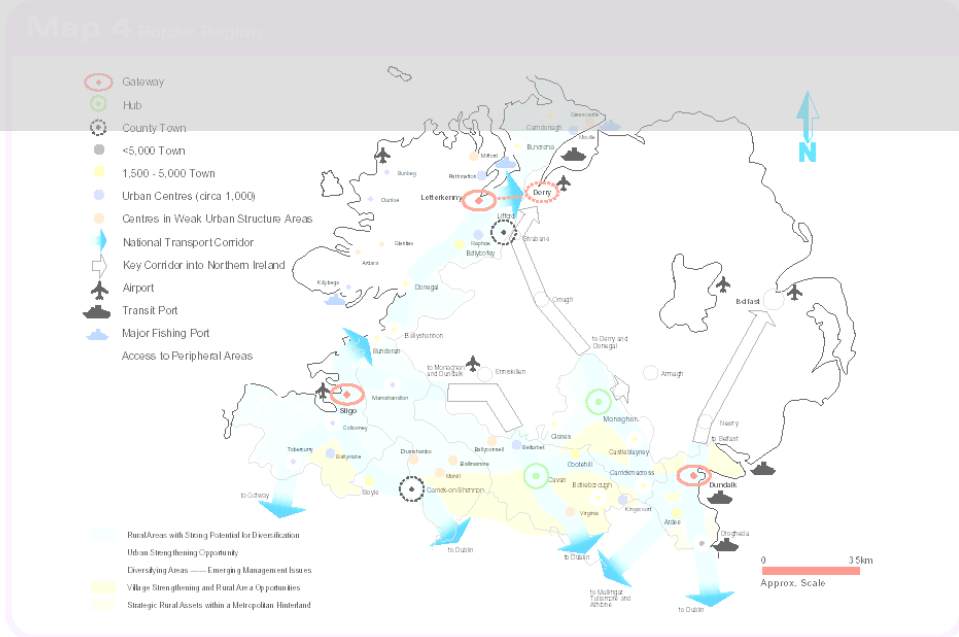 Map 4 Border Region
Gateway
Hub
County Town
<5,000 Town
1,500 - 5,000 Town
Urban Centres (circa 1,000)
Centres in Weak Urban Structure Areas
National Transport Corridor
Key Corridor into Northern Ireland
Airport
Transit Port
Major Fishing Port
Access to Peripheral Areas
N
Carndonagh
Moville
Buncrana
Milford
Derry
Letterkenny
Lifford
Raphoe
Strabane
Ballybofey
Glenties
Ardara
Killybegs
Donegal
Omagh
Belfast
Ballyshannon
Bundoran
to Derry and
Donegal
to Monaghan
and Dundalk
Enniskillen
Armagh
Manorhamilton
Sligo
Monaghan
Newry
to Belfast
Collooney
Clones
Tobercurry
Ballymote
Ballyconnell
Belturbet
Castleblayney
Ballinamore
Cootehill
Carrickmacross
Mohill
Boyle
Carrick-on-Shannon
Cavan
Bailieborough
Dundalk
to Galway
Kingscourt
Virginia
Ardee
Drogheda
to Dublin
to Dublin
to Mullingar
Tullamore and
Athlone
to Dublin
0 35km
Approx. Scale
Rural Areas with Strong Potential for Diversification
Urban Strengthening Opportunity
Diversifying Areas —— Emerging Management Issues
Village Strengthening and Rural Area Opportunities
Strategic Rural Assets within a Metropolitan Hinterland